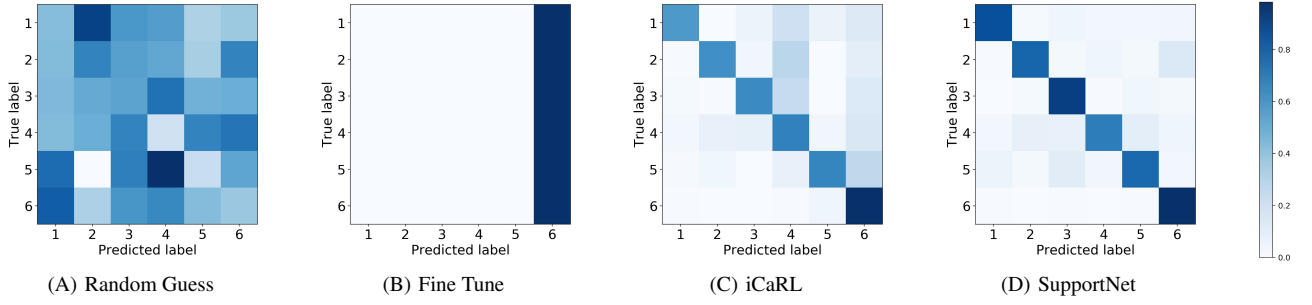 True label
1
2
3
4
5
6
1 2 3 4 5 6
Predicted label
(A) Random Guess
True label
1
2
3
4
5
6
1 2 3 4 5 6
Predicted label
(B) Fine Tune
True label
1
2
3
4
5
6
1 2 3 4 5 6
Predicted label
(C) iCaRL
True label
1
2
3
4
5
6
1 2 3 4 5 6
Predicted label
(D) SupportNet
0.8
0.6
0.4
0.2
0.0